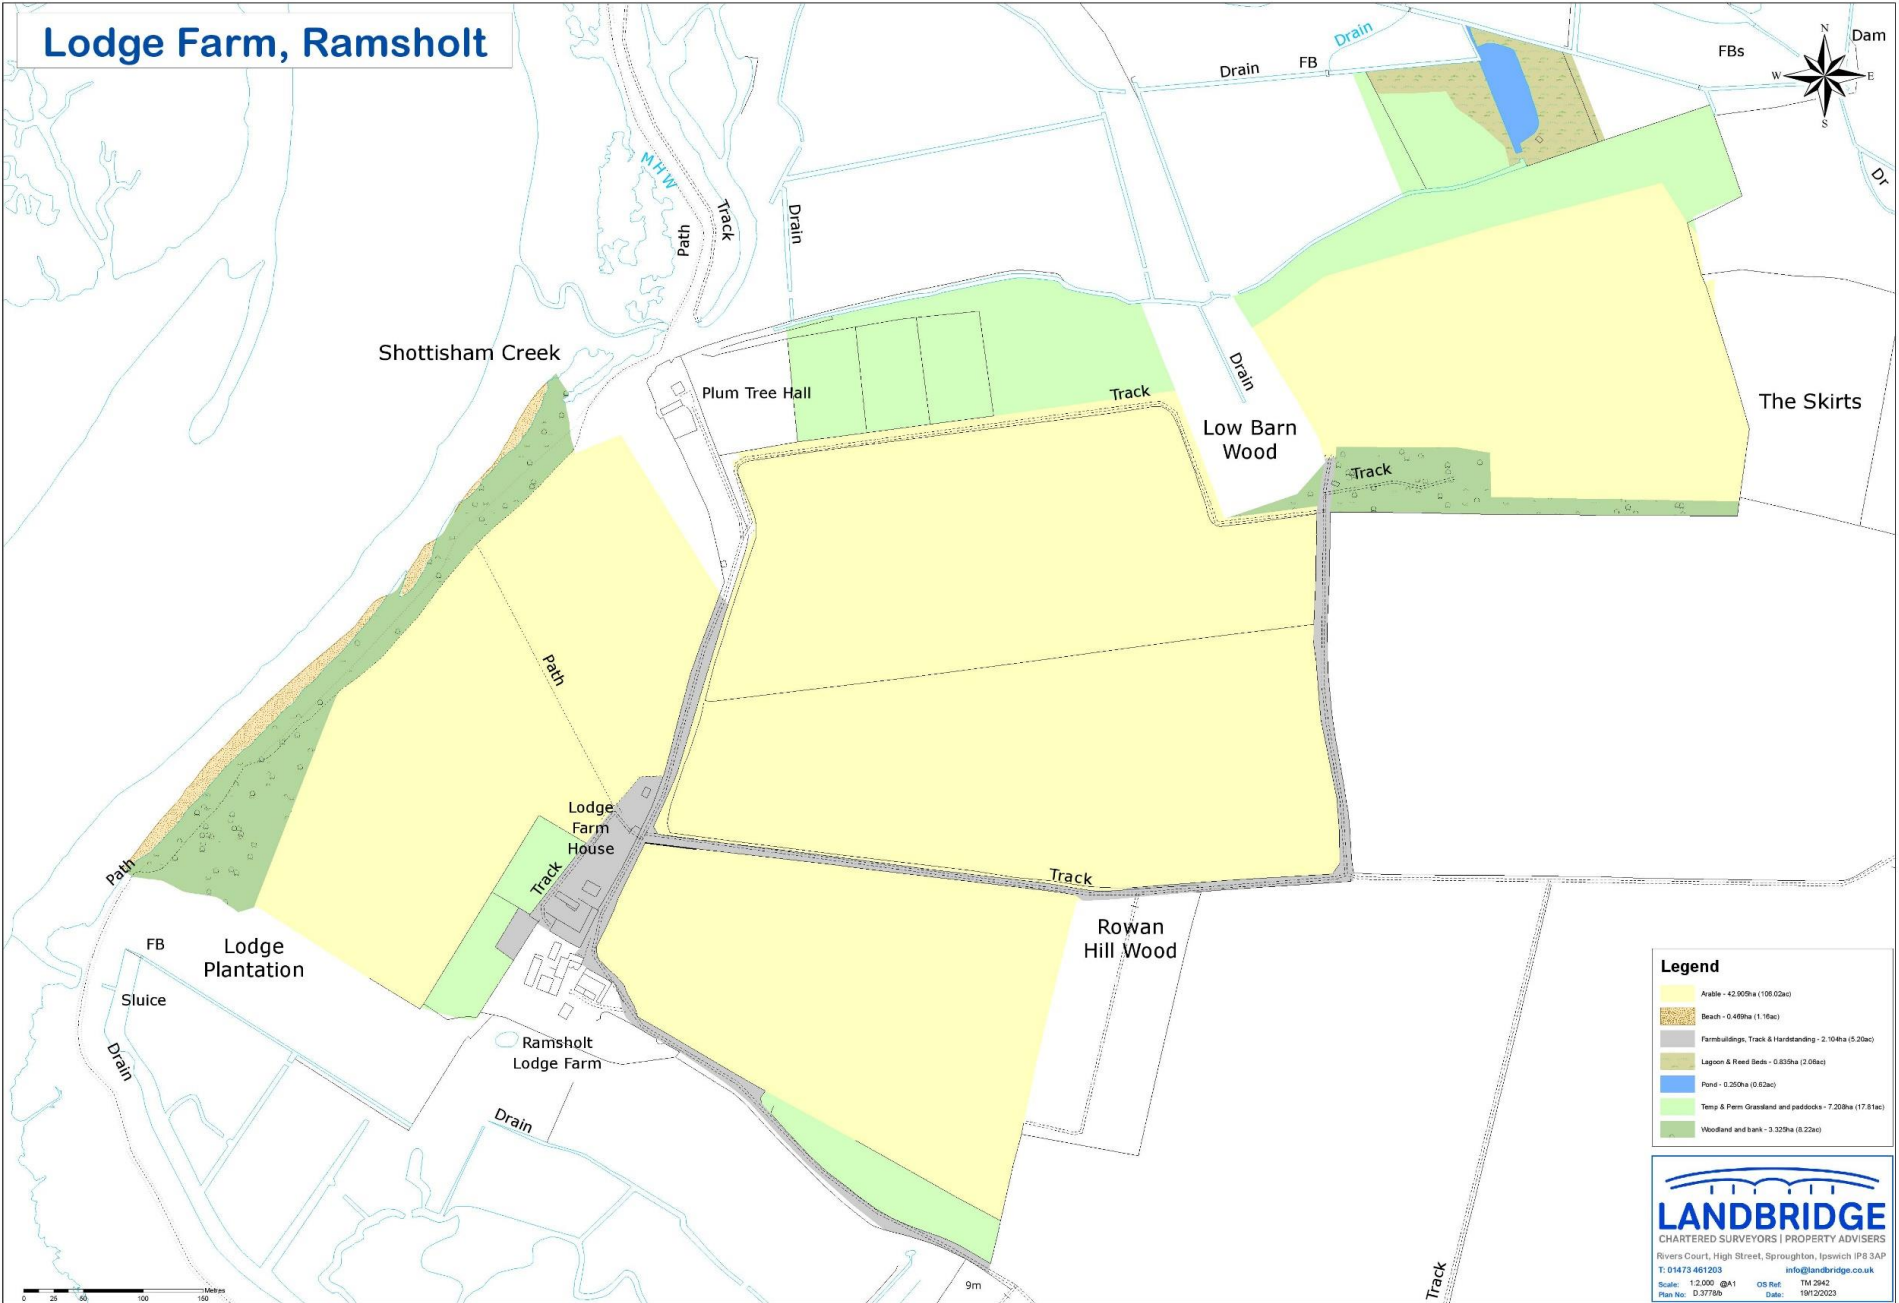 Lodge Farm, Ramsholt
Drain
Drain
FB
FBs
N
W
E
S
Dam
Dr
MHW
Track
Path
Drain
Shottisham Creek
Plum Tree Hall
Track
Drain
Low Barn
Wood
Track
The Skirts
Path
Lodge
Farm
House
Track
Track
Path
Rowan
Hill Wood
FB
Lodge
Plantation
Sluice
Drain
Ramsholt
Lodge Farm
Drain
9m
Track
Legend
Arable - 42.905ha (106.02ac)
Beach - 0.469ha (1.16ac)
Farmbuildings, Track & Hardstanding - 2.104ha (5.20ac)
Lagoon & Reed Beds - 0.835ha (2.06ac)
Pond - 0.250ha (0.62ac)
Temp & Perm Grassland and paddocks - 7.208ha (17.81ac)
Woodland and bank - 3.325ha (8.22ac)
LANDBRIDGE
CHARTERED SURVEYORS | PROPERTY ADVISERS
Rivers Court, High Street, Sproughton, Ipswich IP8 3AP
T: 01473 461203 info@landbridge.co.uk
Scale: 1:2,000 @A1 OS Ref: TM 2942
Plan No: D.3778/b Date: 19/12/2023
Metres
0 25 50 100 150